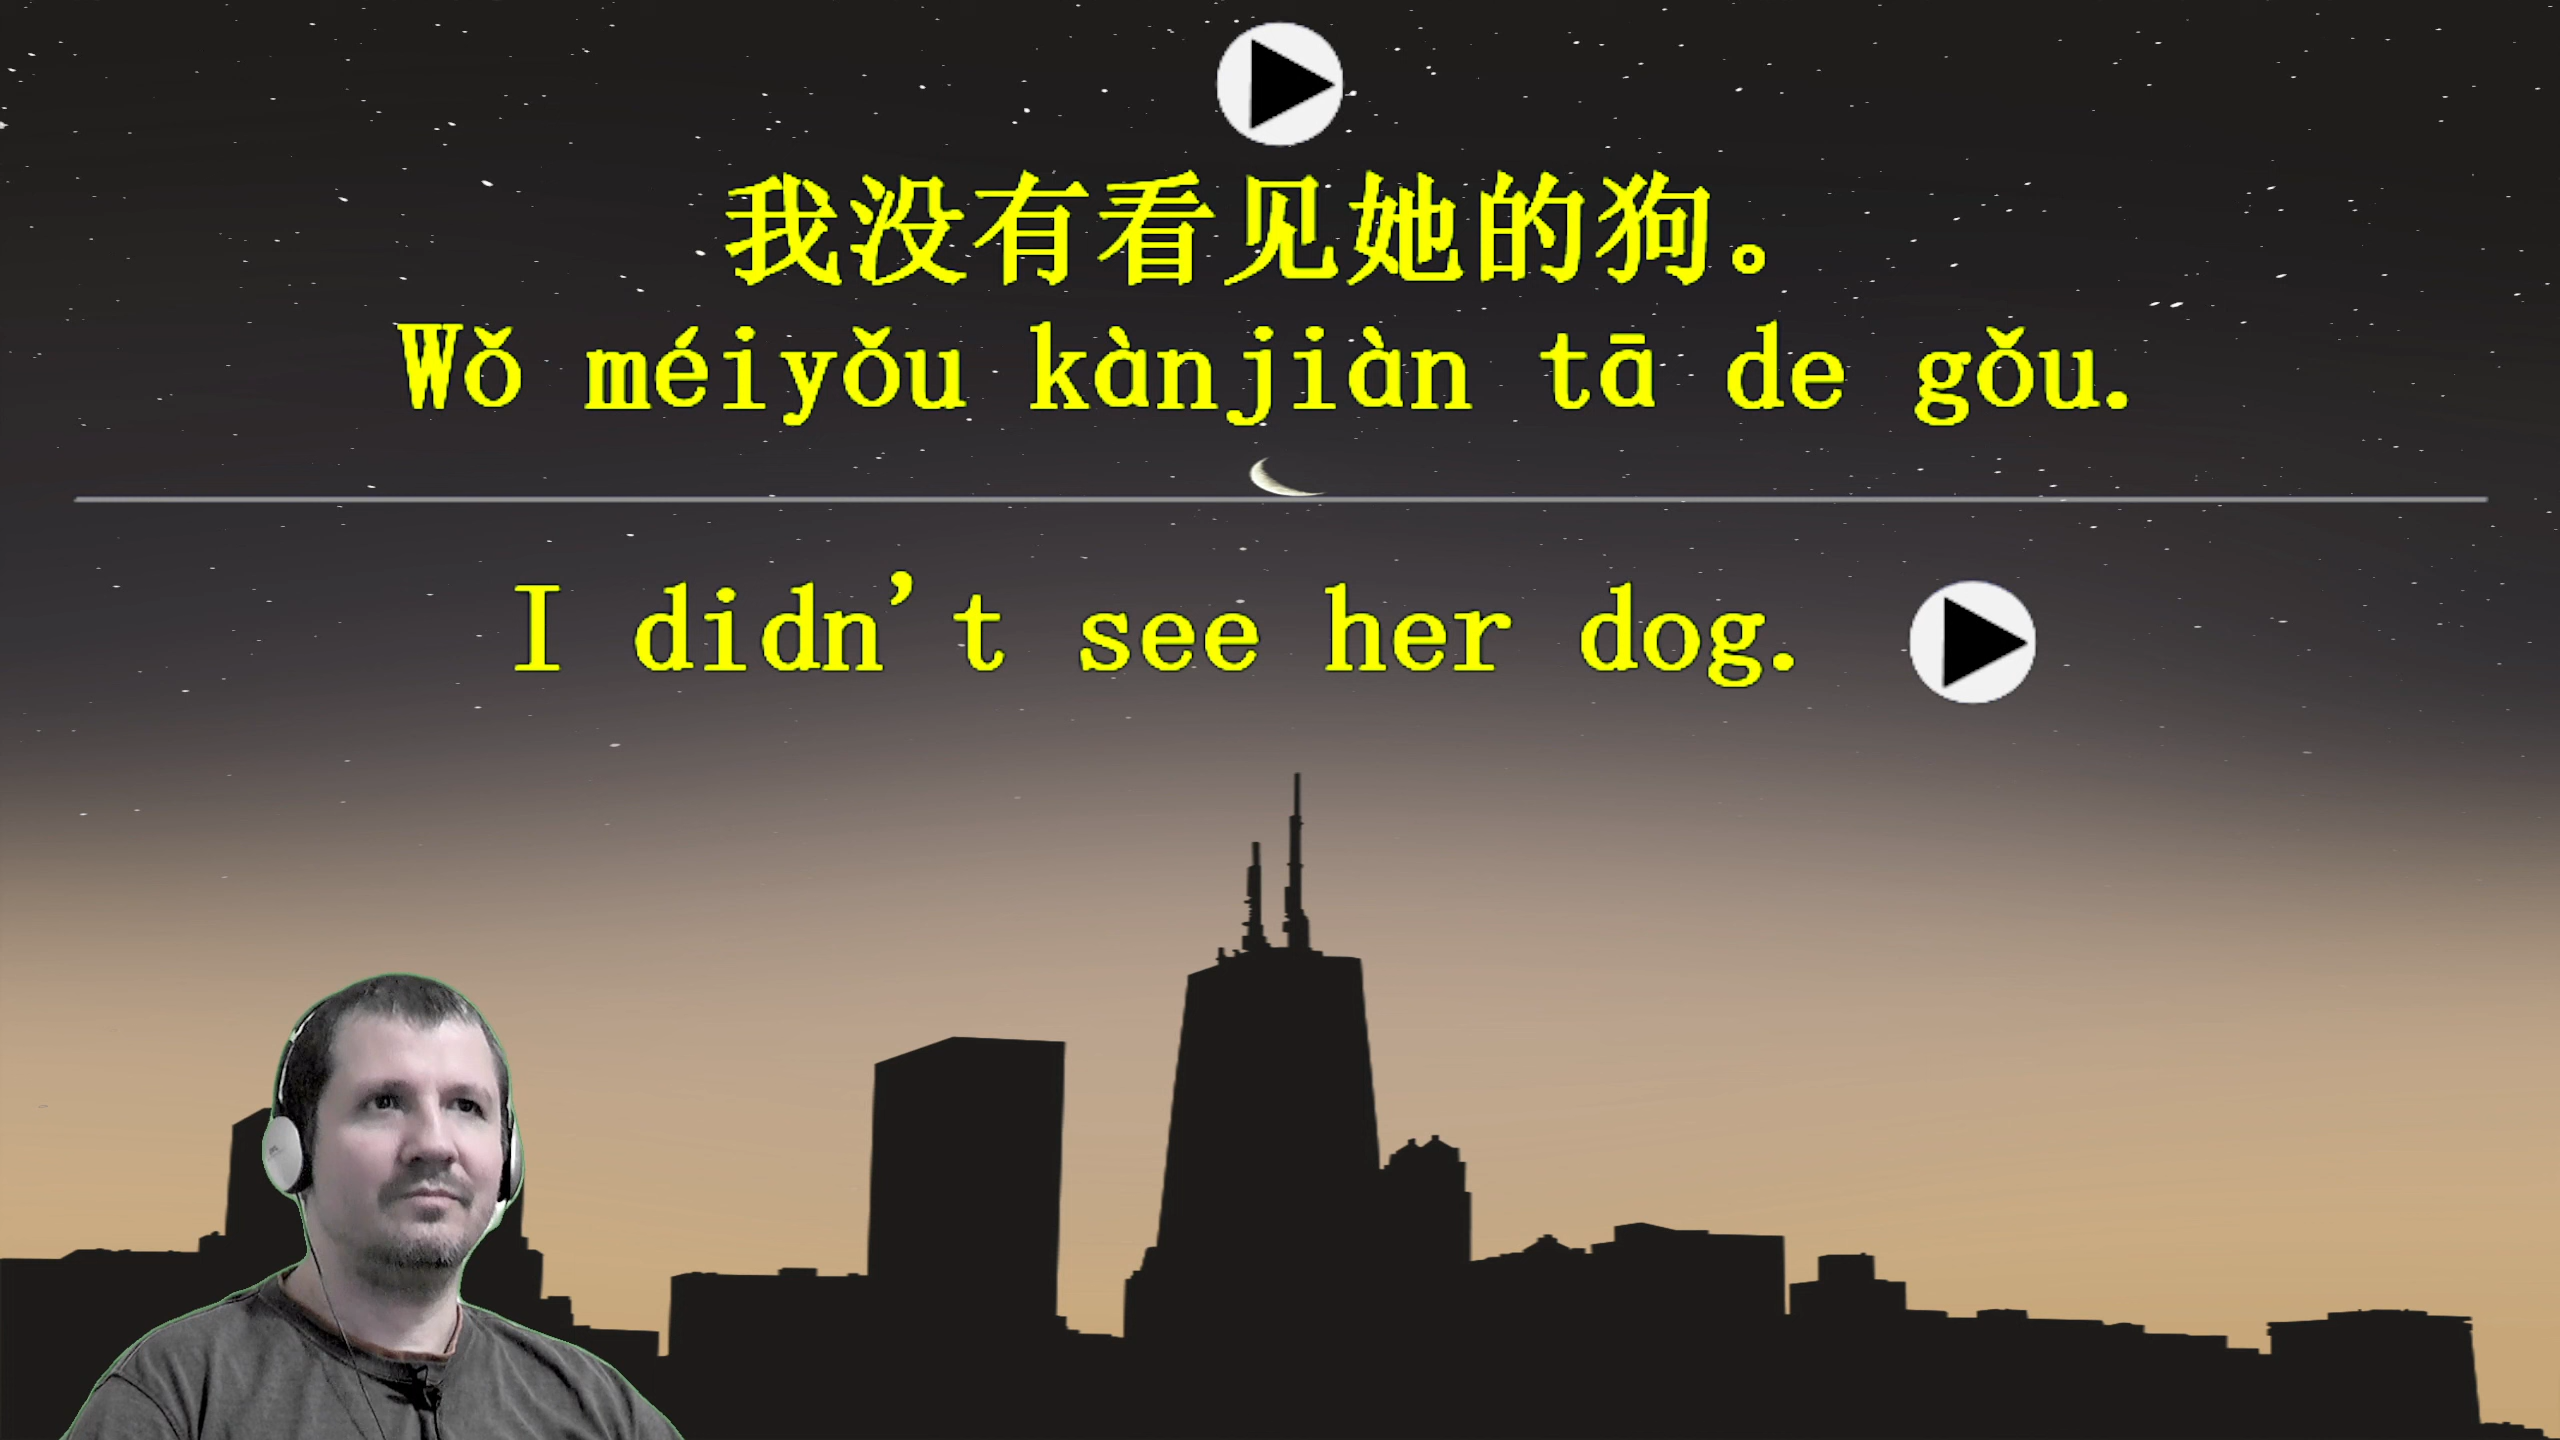 我没有看见她的狗。
Wǒ méiyǒu kànjiàn tā de gǒu.
I didn't see her dog.